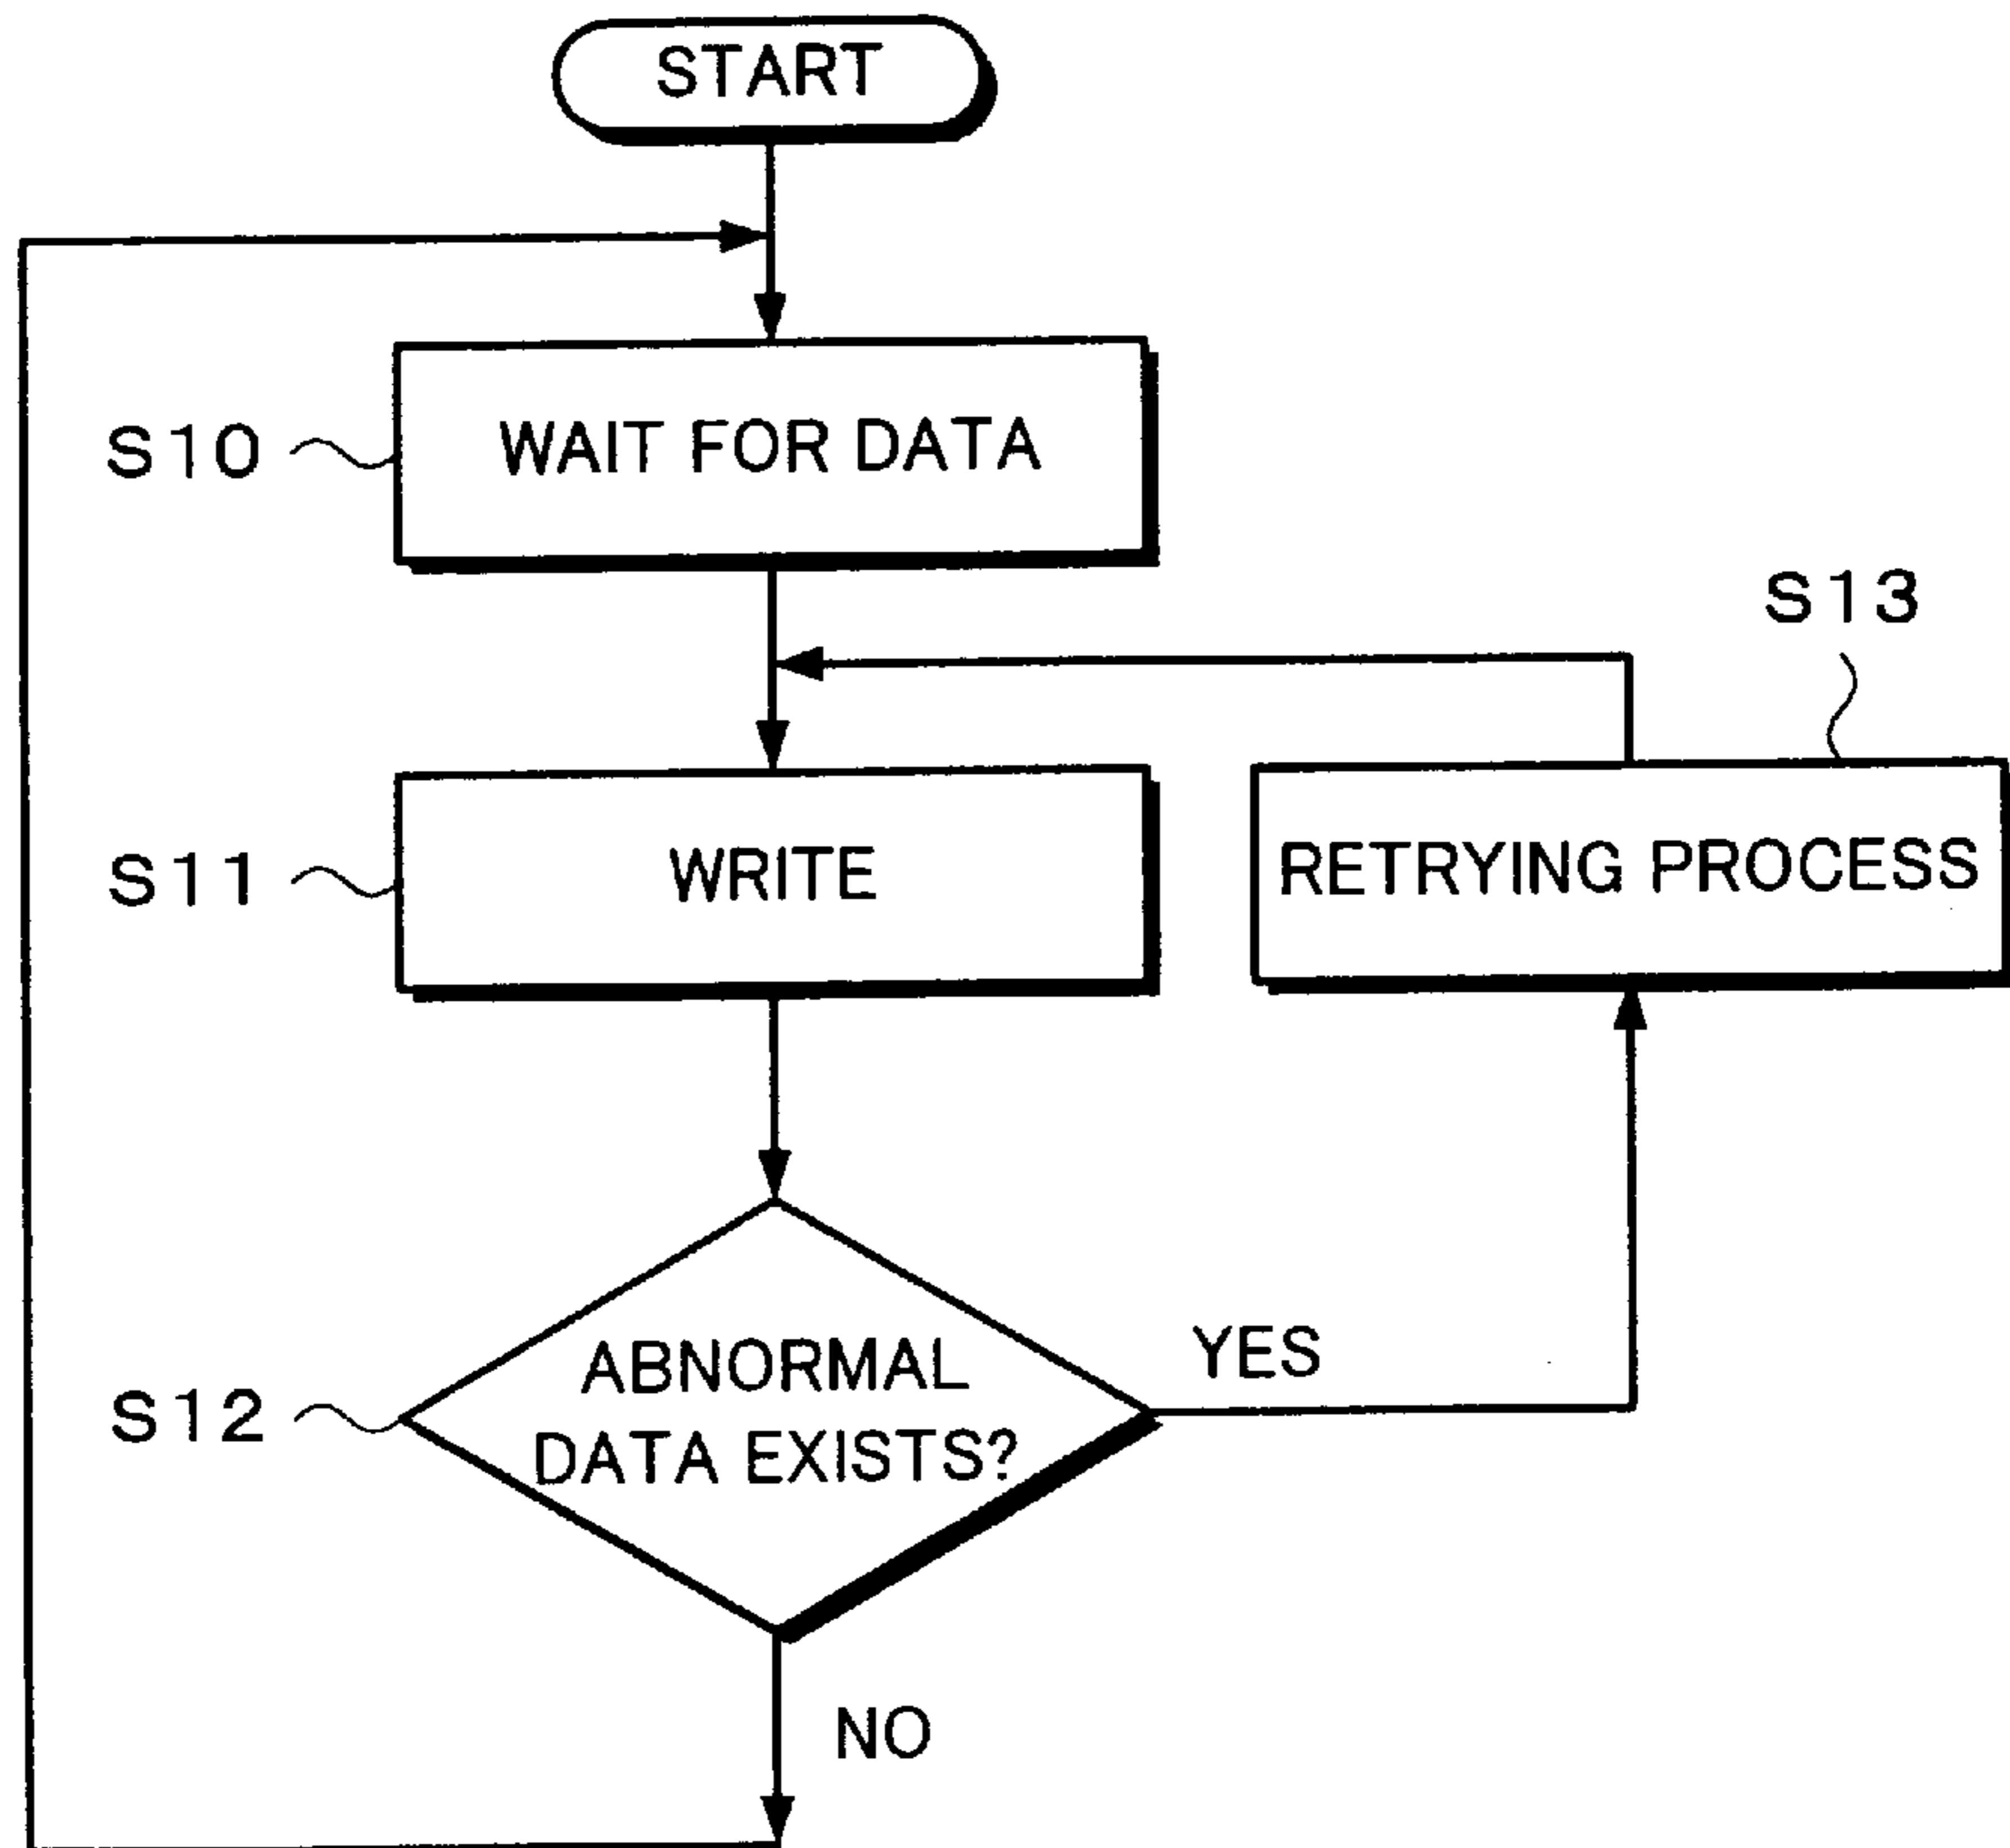 START
S10
WAIT FOR DATA
S13
S11
WRITE
RETRYING PROCESS
S12
ABNORMAL
DATA EXISTS?
YES
NO